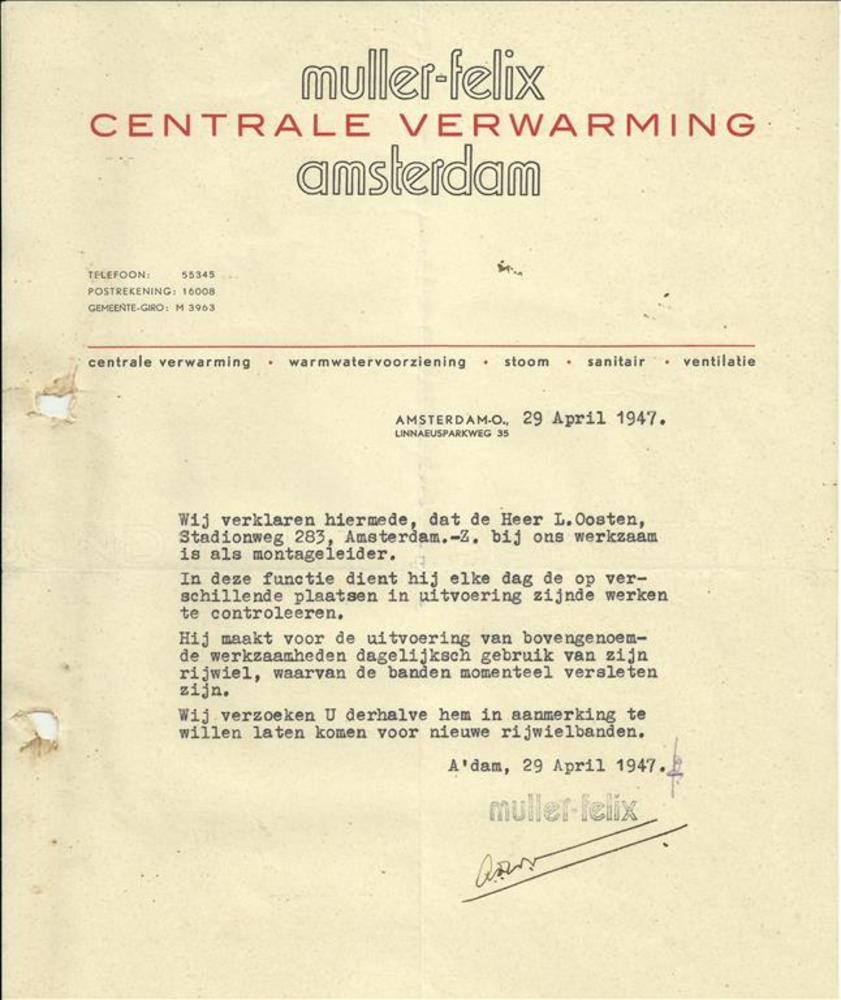 muller-felix
CENTRALE VERWARMING
amsterdam
TELEFOON: 55345
POSTREKENING: 16008
GEMEENTE-GIRO: M 3963
centrale verwarming • warmwatervoorziening • stoom • sanitair • ventilatie
AMSTERDAM-O., 29 April 1947.
LINNAEUSPARKWEG 35
Wij verklaren hiermede, dat de Heer L.Oosten,
Stadionweg 283, Amsterdam.-Z. bij ons werkzaam
is als montageleider.
In deze functie dient hij elke dag de op ver-
schillende plaatsen in uitvoering zijnde werken
te controleeren.
Hij maakt voor de uitvoering van bovengenoem-
de werkzaamheden dagelijksch gebruik van zijn
rijwiel, waarvan de banden momenteel versleten
zijn.
Wij verzoeken U derhalve hem in aanmerking te
willen laten komen voor nieuwe rijwielbanden.
A'dam, 29 April 1947.
muller-felix